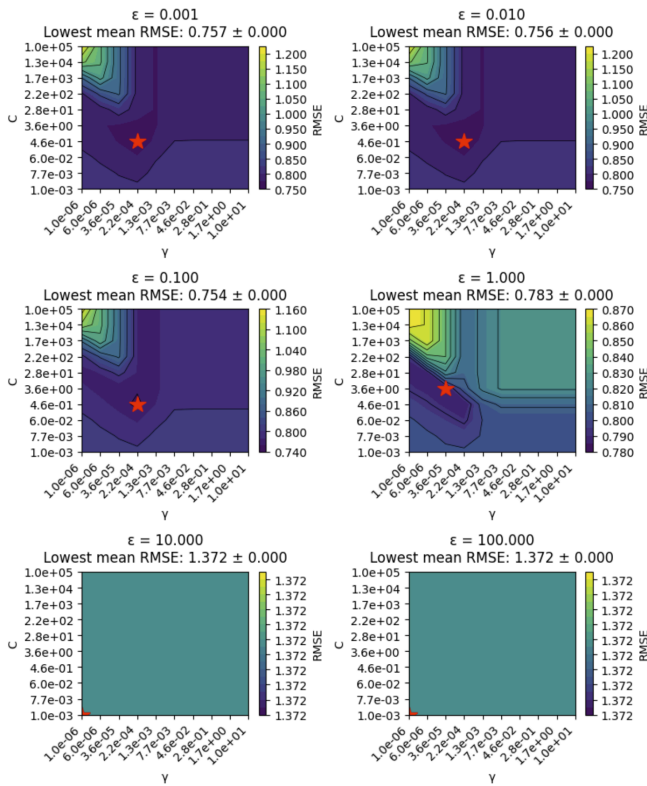 ε = 0.001
Lowest mean RMSE: 0.757 ± 0.000
1.0e+05
1.3e+04
1.7e+03
2.2e+02
2.8e+01
3.6e+00
4.6e-01
6.0e-02
7.7e-03
1.0e-03
C
1.0e-06
6.0e-06
3.6e-05
2.2e-04
1.3e-03
7.7e-03
4.6e-02
2.8e-01
1.7e+00
1.0e+01
γ
1.200
1.150
1.100
1.050
1.000
0.950
0.900
0.850
0.800
0.750
RMSE
ε = 0.010
Lowest mean RMSE: 0.756 ± 0.000
1.0e+05
1.3e+04
1.7e+03
2.2e+02
2.8e+01
3.6e+00
4.6e-01
6.0e-02
7.7e-03
1.0e-03
C
1.0e-06
6.0e-06
3.6e-05
2.2e-04
1.3e-03
7.7e-03
4.6e-02
2.8e-01
1.7e+00
1.0e+01
γ
1.200
1.150
1.100
1.050
1.000
0.950
0.900
0.850
0.800
0.750
RMSE
ε = 0.100
Lowest mean RMSE: 0.754 ± 0.000
1.0e+05
1.3e+04
1.7e+03
2.2e+02
2.8e+01
3.6e+00
4.6e-01
6.0e-02
7.7e-03
1.0e-03
C
1.0e-06
6.0e-06
3.6e-05
2.2e-04
1.3e-03
7.7e-03
4.6e-02
2.8e-01
1.7e+00
1.0e+01
γ
1.160
1.100
1.040
0.980
0.920
0.860
0.800
0.740
RMSE
ε = 1.000
Lowest mean RMSE: 0.783 ± 0.000
1.0e+05
1.3e+04
1.7e+03
2.2e+02
2.8e+01
3.6e+00
4.6e-01
6.0e-02
7.7e-03
1.0e-03
C
1.0e-06
6.0e-06
3.6e-05
2.2e-04
1.3e-03
7.7e-03
4.6e-02
2.8e-01
1.7e+00
1.0e+01
γ
0.870
0.860
0.850
0.840
0.830
0.820
0.810
0.800
0.790
0.780
RMSE
ε = 10.000
Lowest mean RMSE: 1.372 ± 0.000
1.0e+05
1.3e+04
1.7e+03
2.2e+02
2.8e+01
3.6e+00
4.6e-01
6.0e-02
7.7e-03
1.0e-03
C
1.0e-06
6.0e-06
3.6e-05
2.2e-04
1.3e-03
7.7e-03
4.6e-02
2.8e-01
1.7e+00
1.0e+01
γ
1.372
1.372
1.372
1.372
1.372
1.372
1.372
1.372
1.372
1.372
RMSE
ε = 100.000
Lowest mean RMSE: 1.372 ± 0.000
1.0e+05
1.3e+04
1.7e+03
2.2e+02
2.8e+01
3.6e+00
4.6e-01
6.0e-02
7.7e-03
1.0e-03
C
1.0e-06
6.0e-06
3.6e-05
2.2e-04
1.3e-03
7.7e-03
4.6e-02
2.8e-01
1.7e+00
1.0e+01
γ
1.372
1.372
1.372
1.372
1.372
1.372
1.372
1.372
1.372
1.372
RMSE